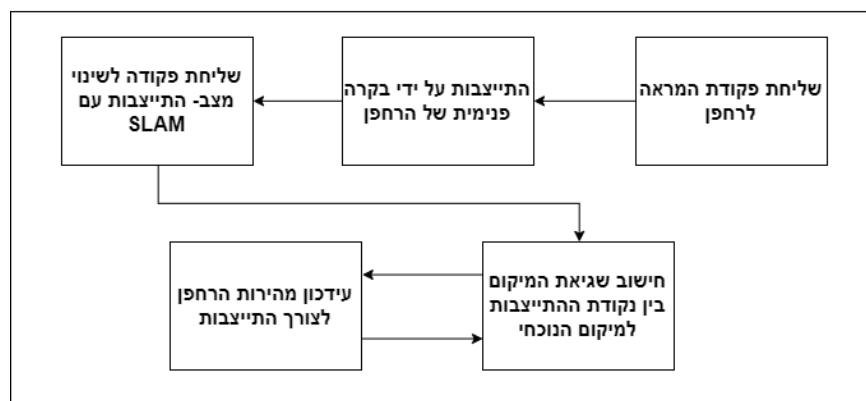 שליחת פקודת המראה
לרחפן
התייצבות על ידי בקרה
פנימית של הרחפן
שליחת פקודה לשינוי
מצב- התייצבות עם
SLAM
חישוב שגיאת המיקום
בין נקודת ההתייצבות
למיקום הנוכחי
עידכון מהירות הרחפן
לצורך התייצבות